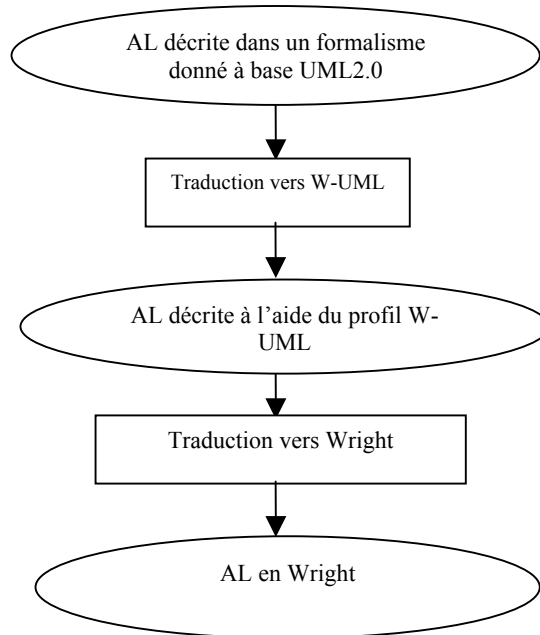 AL décrite dans un formalisme
donné à base UML2.0
Traduction vers W-UML
AL décrite à l’aide du profil W-
UML
Traduction vers Wright
AL en Wright